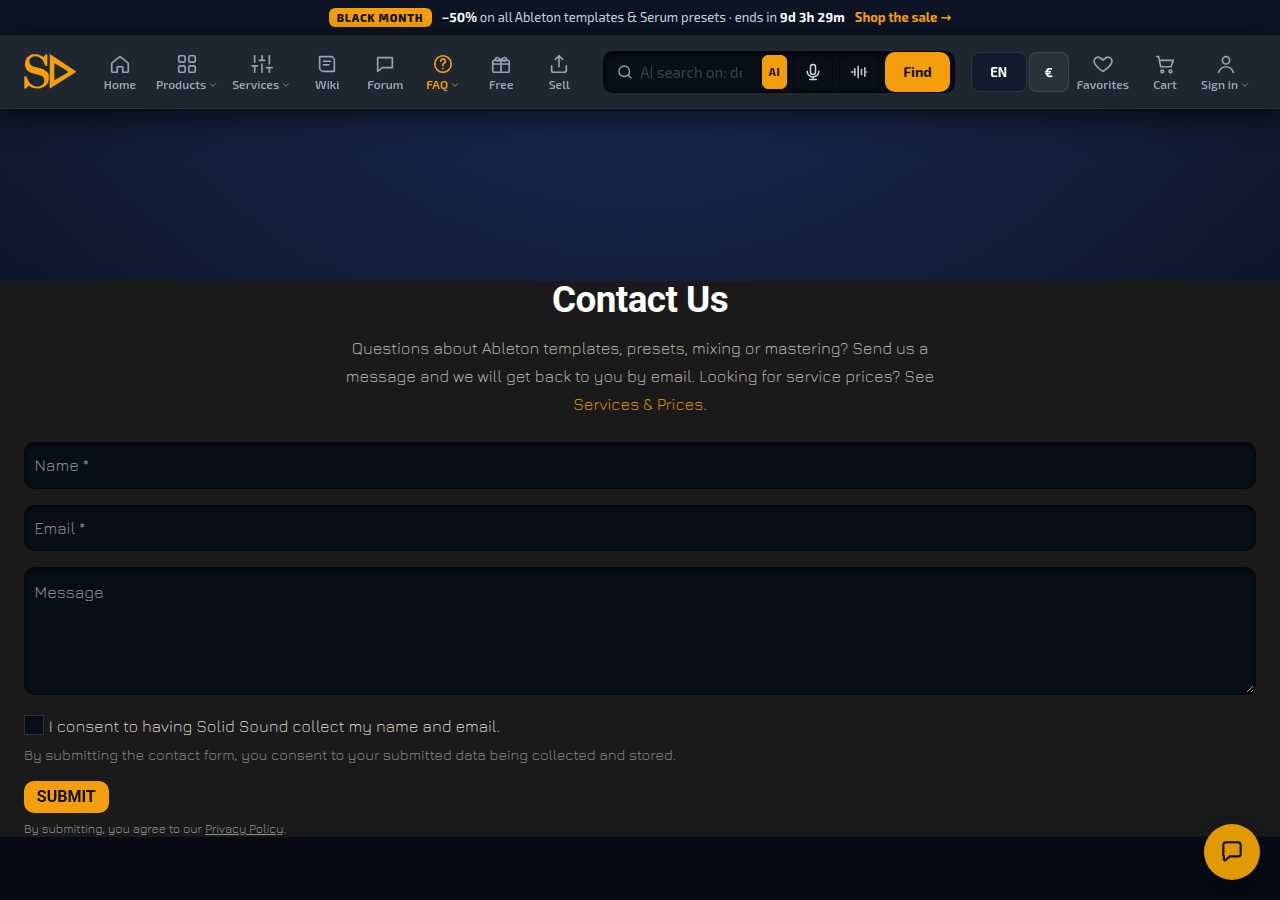 BLACK MONTH −50% on all Ableton templates & Serum presets · ends in 9d 3h 29m Shop the sale →
Home Products Services Wiki Forum FAQ Free Sell AI search on: dr AI Find EN € Favorites Cart Sign in
Contact Us
Questions about Ableton templates, presets, mixing or mastering? Send us a
message and we will get back to you by email. Looking for service prices? See
Services & Prices.
Name *
Email *
Message
I consent to having Solid Sound collect my name and email.
By submitting the contact form, you consent to your submitted data being collected and stored.
SUBMIT
By submitting, you agree to our Privacy Policy.